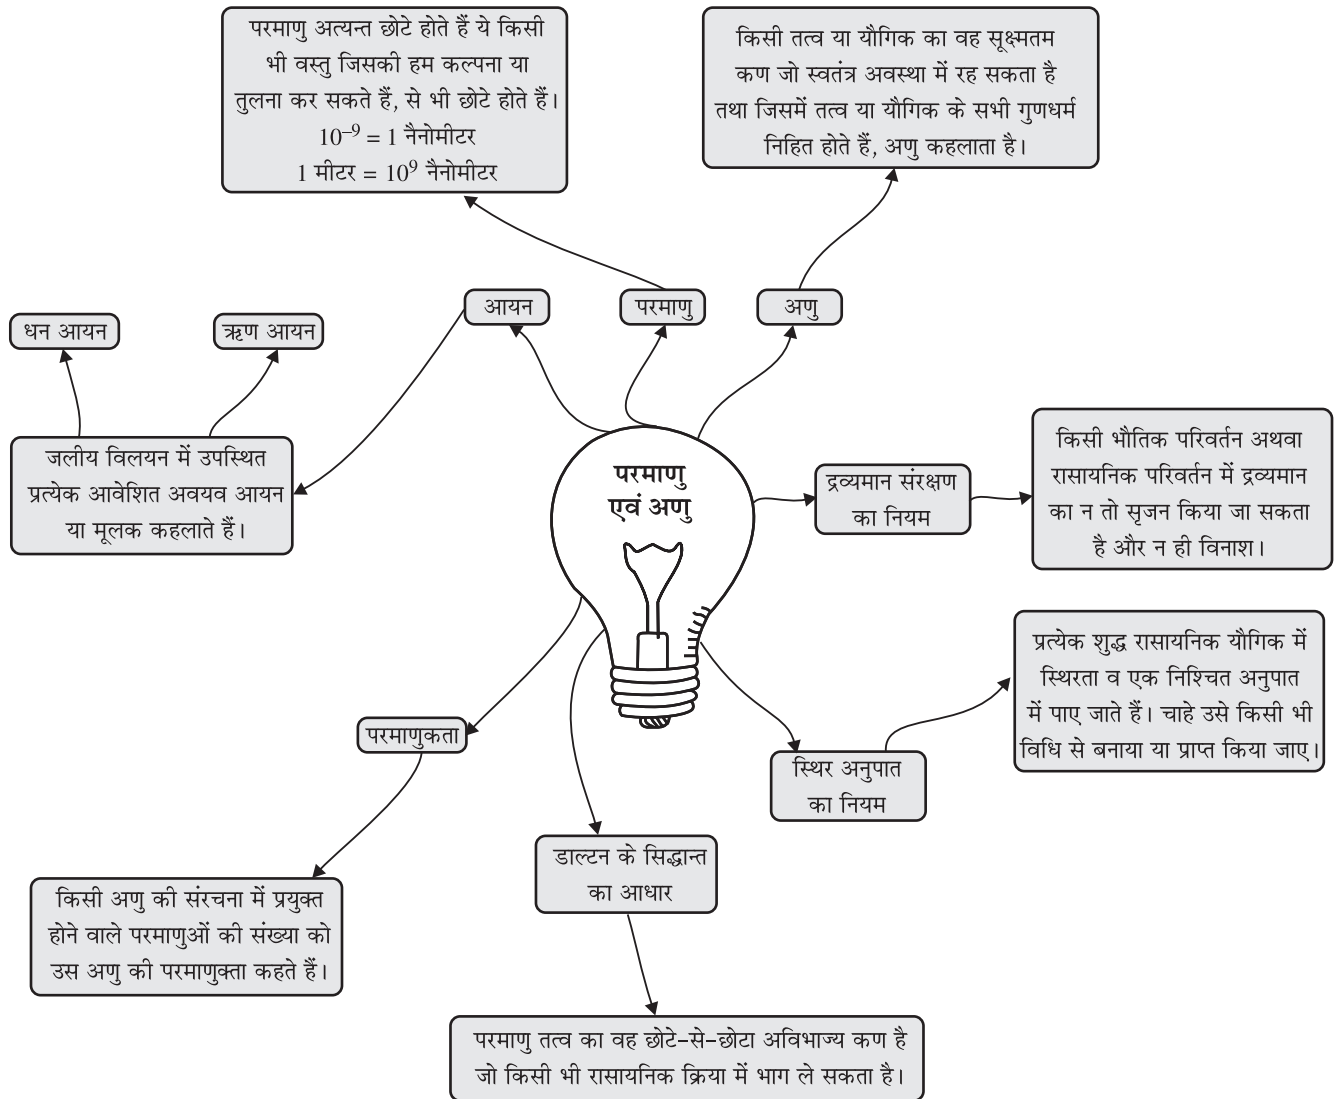 परमाणु अत्यन्त छोटे होते हैं ये किसी
भी वस्तु जिसकी हम कल्पना या
तुलना कर सकते हैं, से भी छोटे होते हैं।
10⁻⁹ = 1 नैनोमीटर
1 मीटर = 10⁹ नैनोमीटर
किसी तत्व या यौगिक का वह सूक्ष्मतम
कण जो स्वतंत्र अवस्था में रह सकता है
तथा जिसमें तत्व या यौगिक के सभी गुणधर्म
निहित होते हैं, अणु कहलाता है।
आयन
परमाणु
अणु
धन आयन
ऋण आयन
जलीय विलयन में उपस्थित
प्रत्येक आवेशित अवयव आयन
या मूलक कहलाते हैं।
परमाणु
एवं अणु
द्रव्यमान संरक्षण
का नियम
किसी भौतिक परिवर्तन अथवा
रासायनिक परिवर्तन में द्रव्यमान
का न तो सृजन किया जा सकता
है और न ही विनाश।
प्रत्येक शुद्ध रासायनिक यौगिक में
स्थिरता व एक निश्चित अनुपात
में पाए जाते हैं। चाहे उसे किसी भी
विधि से बनाया या प्राप्त किया जाए।
स्थिर अनुपात
का नियम
परमाणुकता
डाल्टन के सिद्धान्त
का आधार
किसी अणु की संरचना में प्रयुक्त
होने वाले परमाणुओं की संख्या को
उस अणु की परमाणुक्ता कहते हैं।
परमाणु तत्व का वह छोटे-से-छोटा अविभाज्य कण है
जो किसी भी रासायनिक क्रिया में भाग ले सकता है।